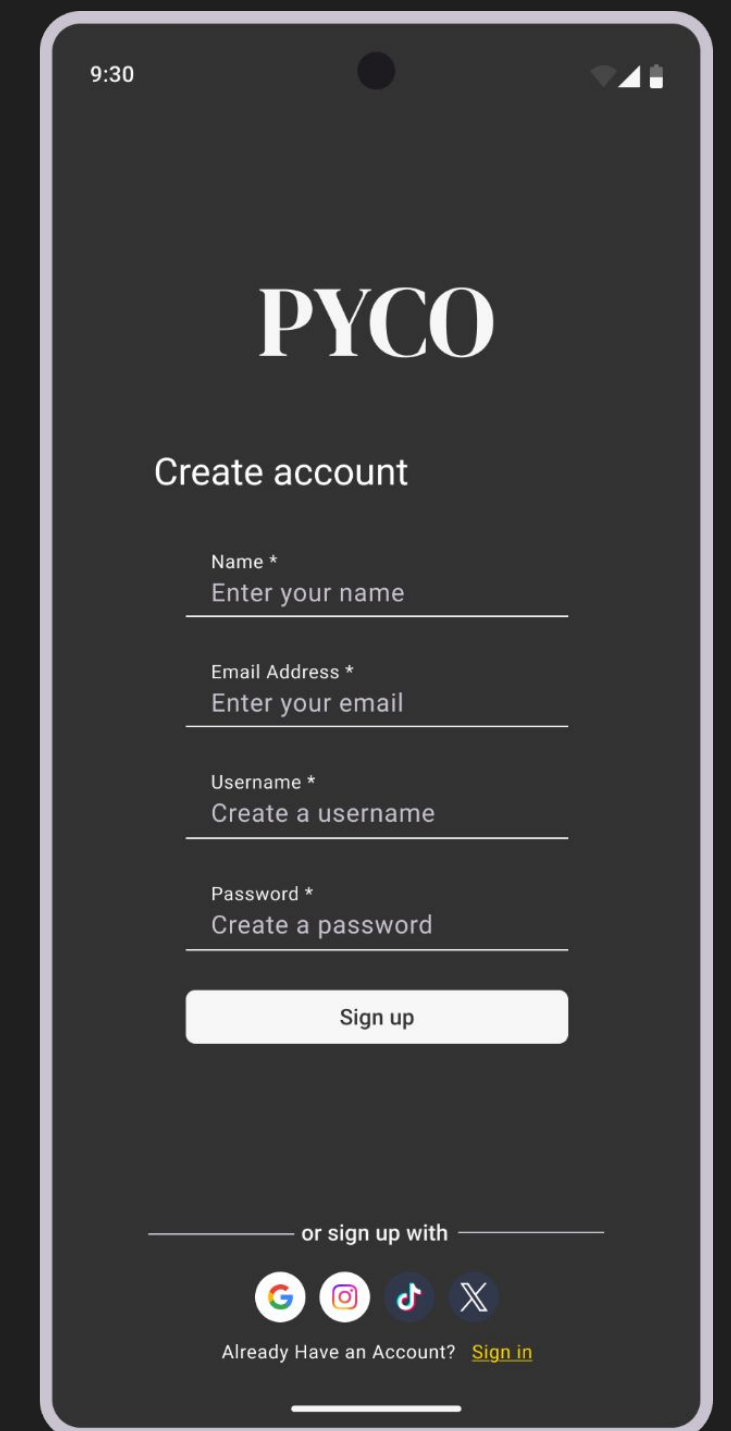 9:30
PYCO
Create account
Name *
Enter your name
Email Address *
Enter your email
Username *
Create a username
Password *
Create a password
Sign up
or sign up with
Already Have an Account? Sign in